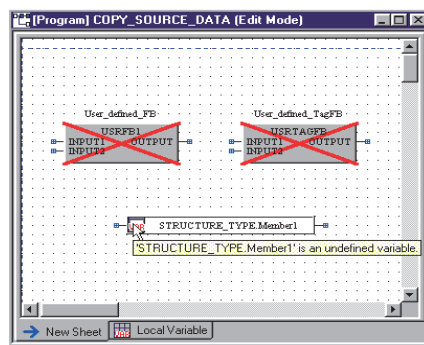 [Program] COPY_SOURCE_DATA (Edit Mode)
User_defined_FB
User_defined_TagFB
USRFB1
USRTAGFB
INPUT1 OUTPUT
INPUT1 OUTPUT
INPUT2
INPUT2
STRUCTURE_TYPE.Member1
'STRUCTURE_TYPE.Member1' is an undefined variable.
New Sheet
VAR
Local Variable